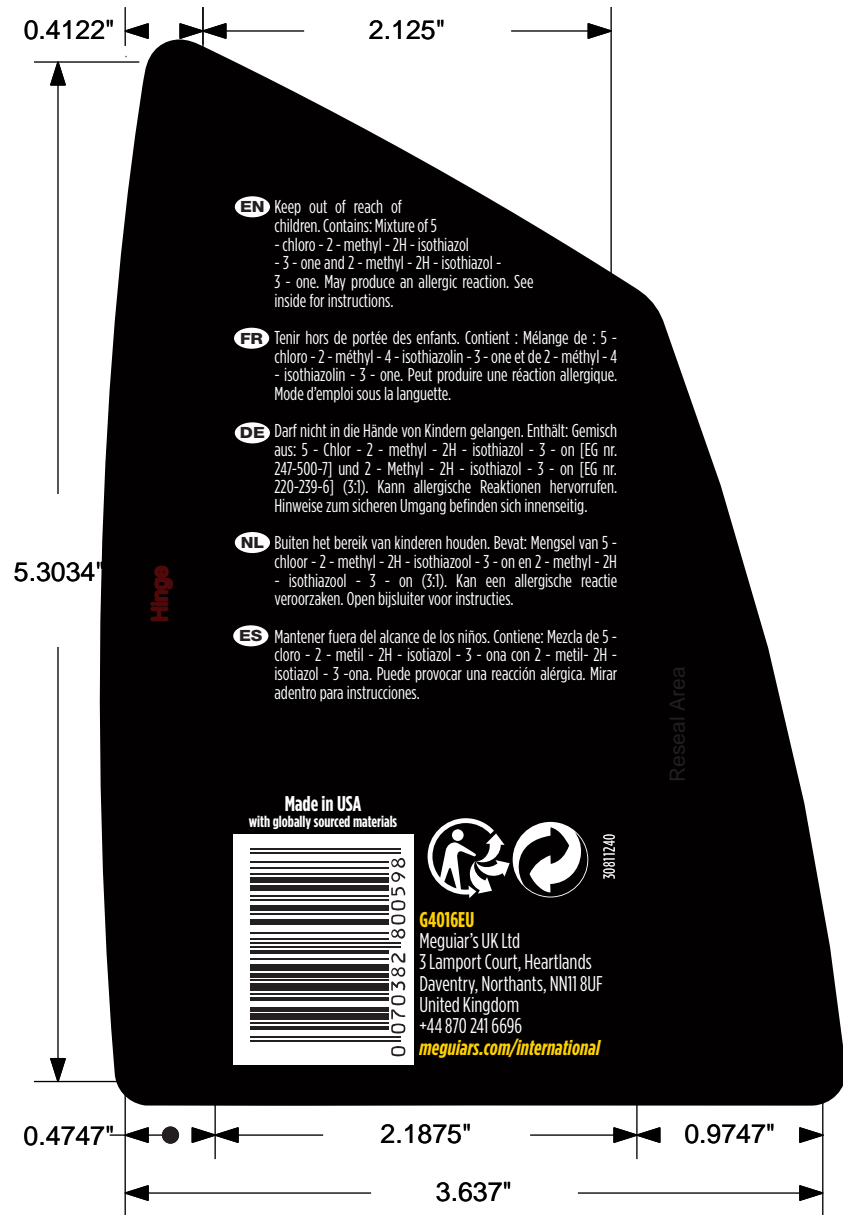 0.4122" 2.125"
EN Keep out of reach of
children. Contains: Mixture of 5
- chloro - 2 - methyl - 2H - isothiazol
- 3 - one and 2 - methyl - 2H - isothiazol -
3 - one. May produce an allergic reaction. See
inside for instructions.
FR Tenir hors de portée des enfants. Contient : Mélange de : 5 -
chloro - 2 - méthyl - 4 - isothiazolin - 3 - one et de 2 - méthyl - 4
- isothiazolin - 3 - one. Peut produire une réaction allergique.
Mode d’emploi sous la languette.
DE Darf nicht in die Hände von Kindern gelangen. Enthält: Gemisch
aus: 5 - Chlor - 2 - methyl - 2H - isothiazol - 3 - on [EG nr.
247-500-7] und 2 - Methyl - 2H - isothiazol - 3 - on [EG nr.
220-239-6] (3:1). Kann allergische Reaktionen hervorrufen.
Hinweise zum sicheren Umgang befinden sich innenseitig.
NL Buiten het bereik van kinderen houden. Bevat: Mengsel van 5 -
chloor - 2 - methyl - 2H - isothiazool - 3 - on en 2 - methyl - 2H
- isothiazool - 3 - on (3:1). Kan een allergische reactie
veroorzaken. Open bijsluiter voor instructies.
5.3034"
Hinge
ES Mantener fuera del alcance de los niños. Contiene: Mezcla de 5 -
cloro - 2 - metil - 2H - isotiazol - 3 - ona con 2 - metil- 2H -
isotiazol - 3 -ona. Puede provocar una reacción alérgica. Mirar
adentro para instrucciones.
Reseal Area
Made in USA
with globally sourced materials
0 070382 800598
30811240
G4016EU
Meguiar’s UK Ltd
3 Lamport Court, Heartlands
Daventry, Northants, NN11 8UF
United Kingdom
+44 870 241 6696
meguiars.com/international
0.4747" 2.1875" 0.9747"
3.637"